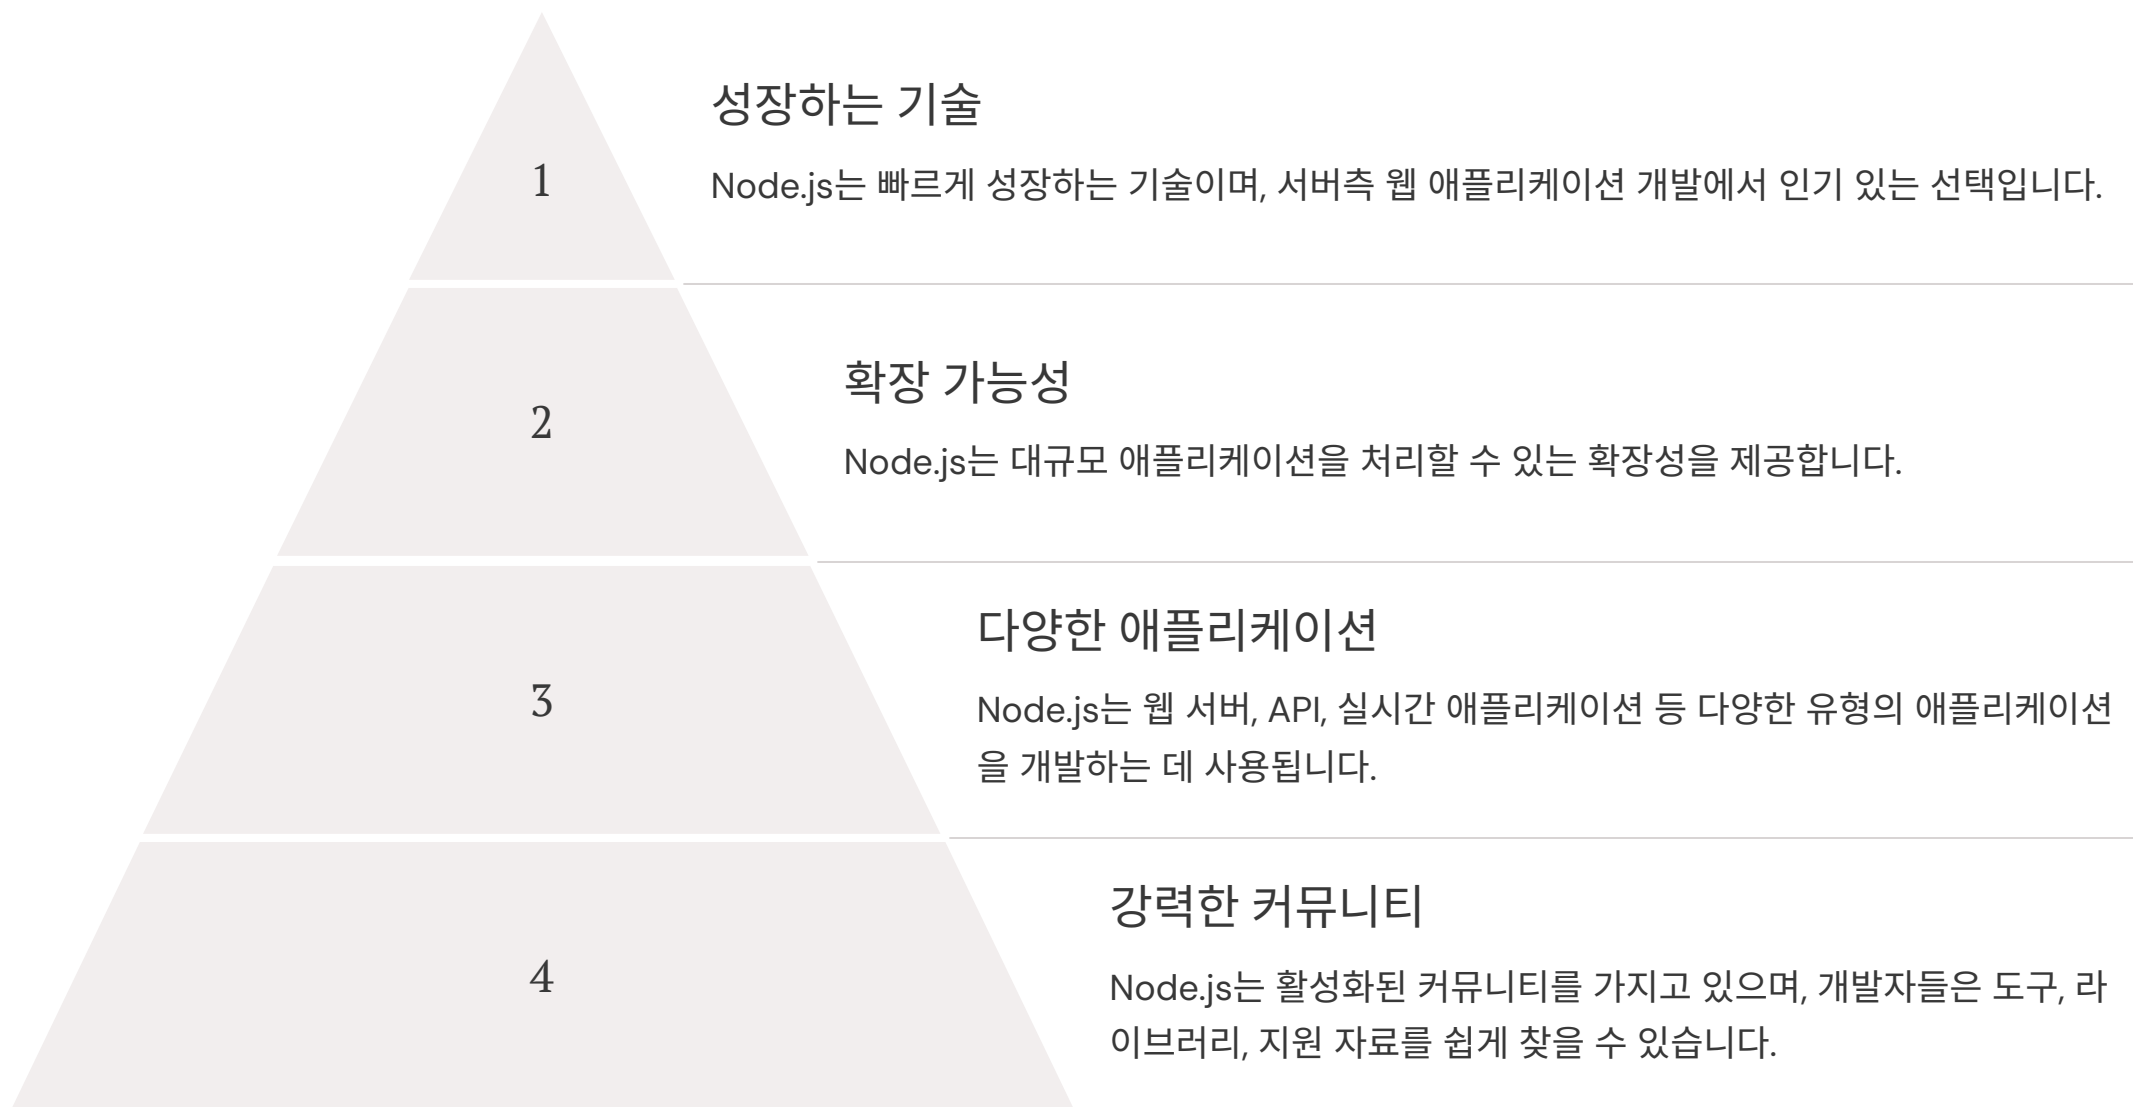 1
성장하는 기술
Node.js는 빠르게 성장하는 기술이며, 서버측 웹 애플리케이션 개발에서 인기 있는 선택입니다.
2
확장 가능성
Node.js는 대규모 애플리케이션을 처리할 수 있는 확장성을 제공합니다.
3
다양한 애플리케이션
Node.js는 웹 서버, API, 실시간 애플리케이션 등 다양한 유형의 애플리케이션
을 개발하는 데 사용됩니다.
4
강력한 커뮤니티
Node.js는 활성화된 커뮤니티를 가지고 있으며, 개발자들은 도구, 라
이브러리, 지원 자료를 쉽게 찾을 수 있습니다.